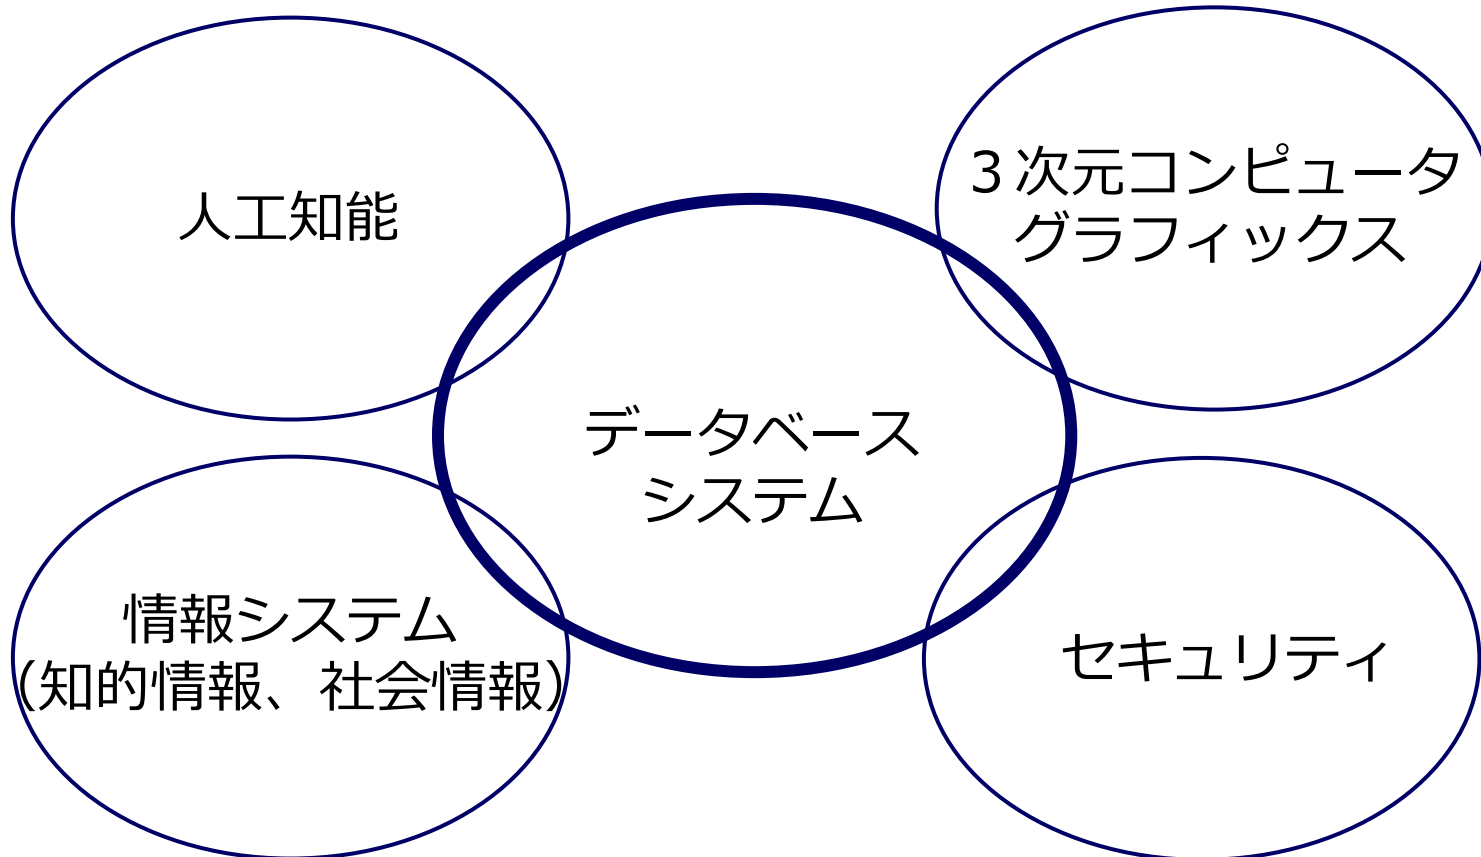 人工知能
３次元コンピュータ
グラフィックス
データベース
システム
情報システム
（知的情報、社会情報）
セキュリティ